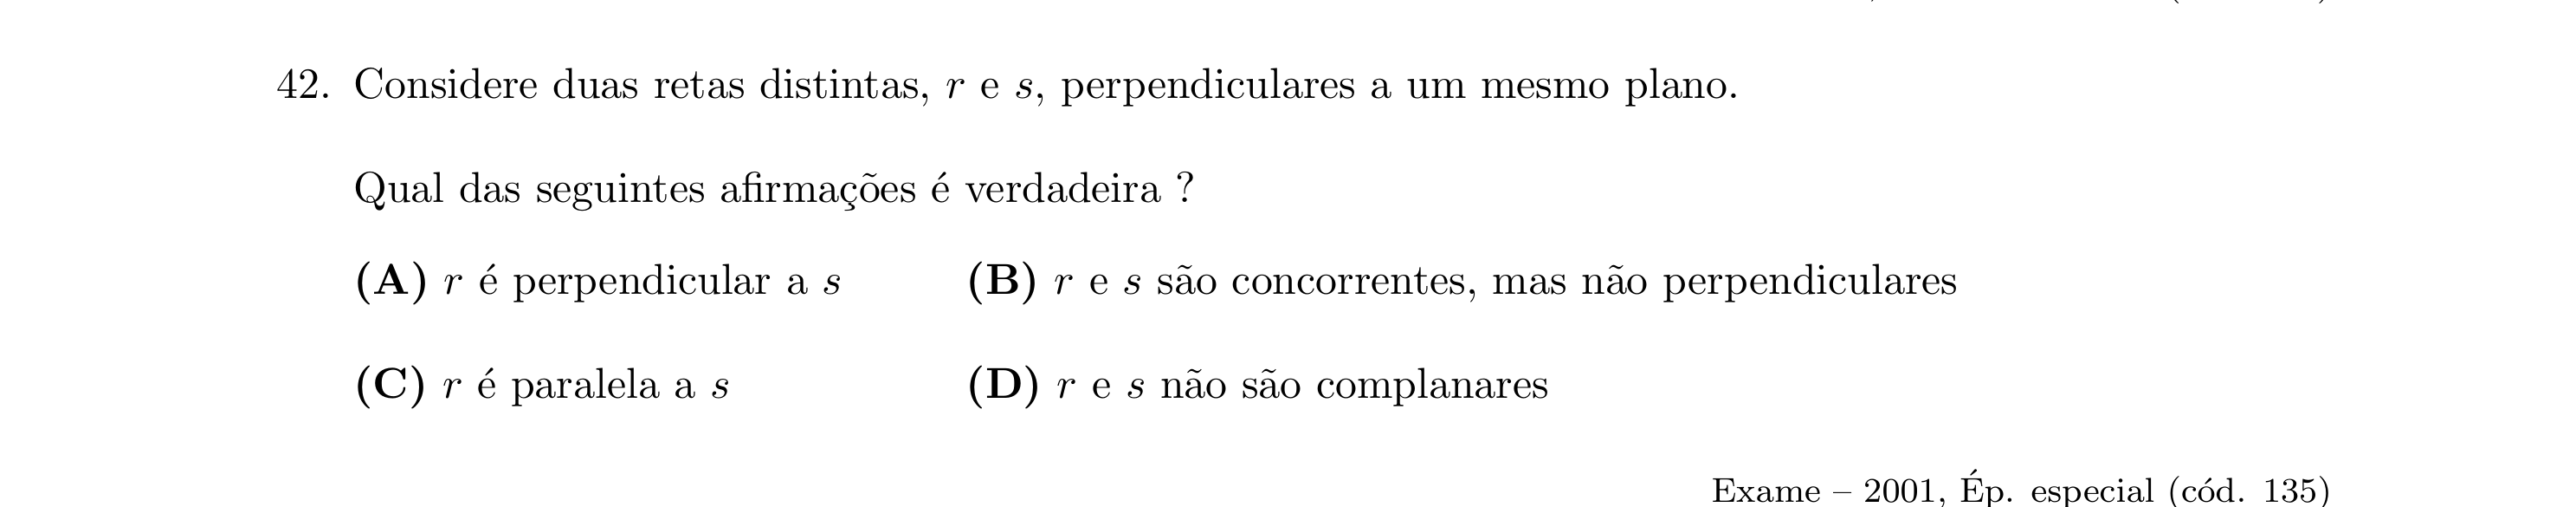 42. Considere duas retas distintas, r e s, perpendiculares a um mesmo plano.
Qual das seguintes afirmações é verdadeira ?
(A) r é perpendicular a s (B) r e s são concorrentes, mas não perpendiculares
(C) r é paralela a s (D) r e s não são complanares
Exame – 2001, Ép. especial (cód. 135)